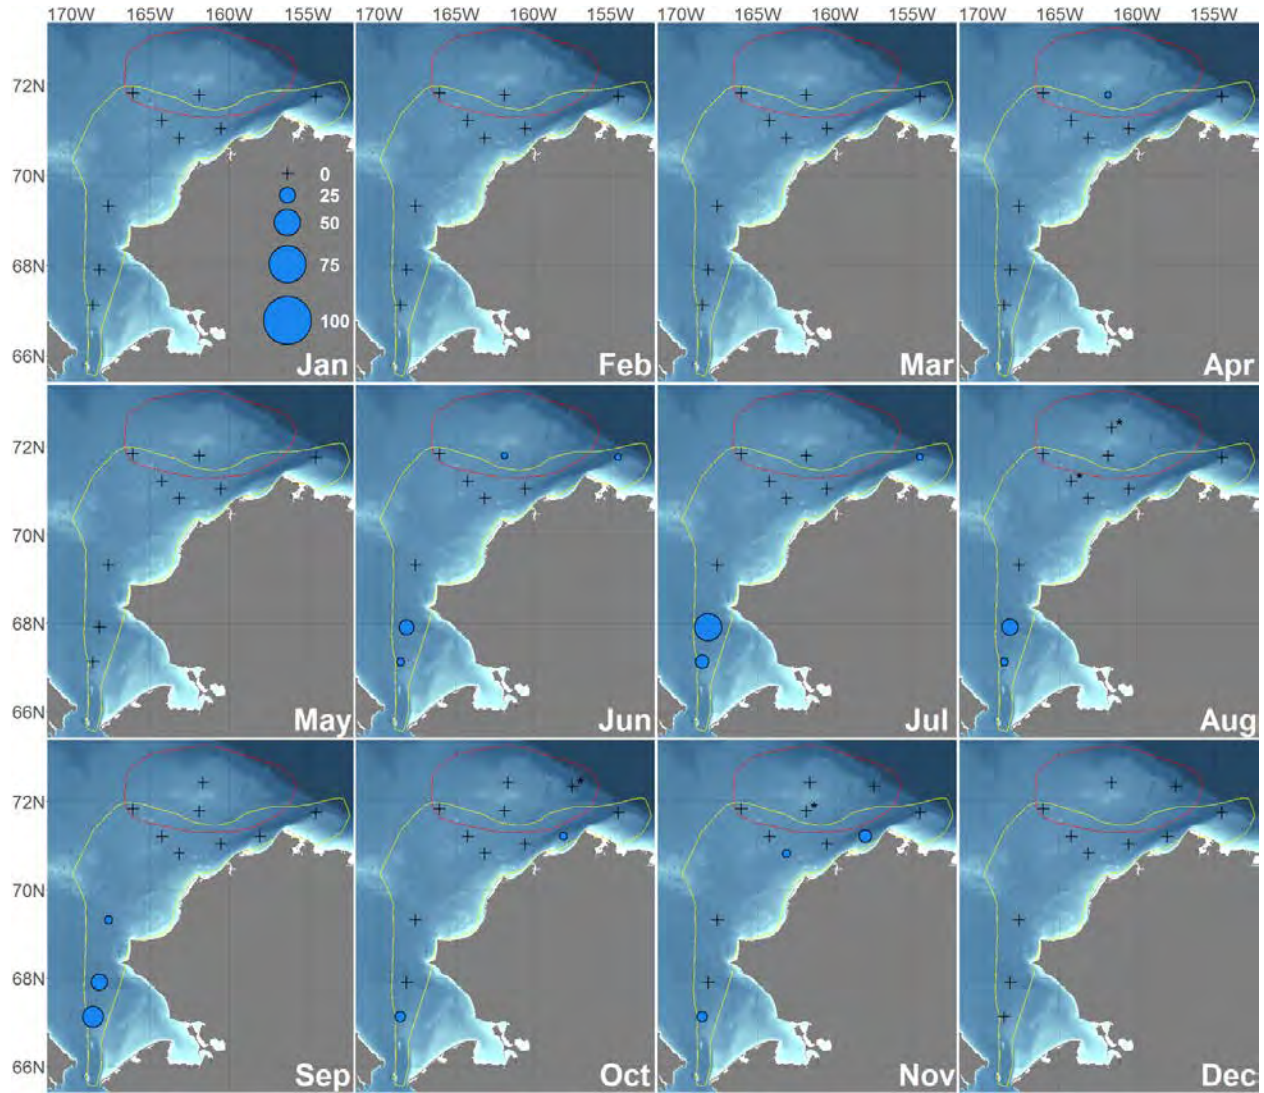 170W 165W 160W 155W 170W 165W 160W 155W 170W 165W 160W 155W 170W 165W 160W 155W
72N
70N
68N
66N
0
25
50
75
100
Jan Feb Mar Apr
72N
70N
68N
66N
May Jun Jul Aug
72N
70N
68N
66N
Sep Oct Nov Dec